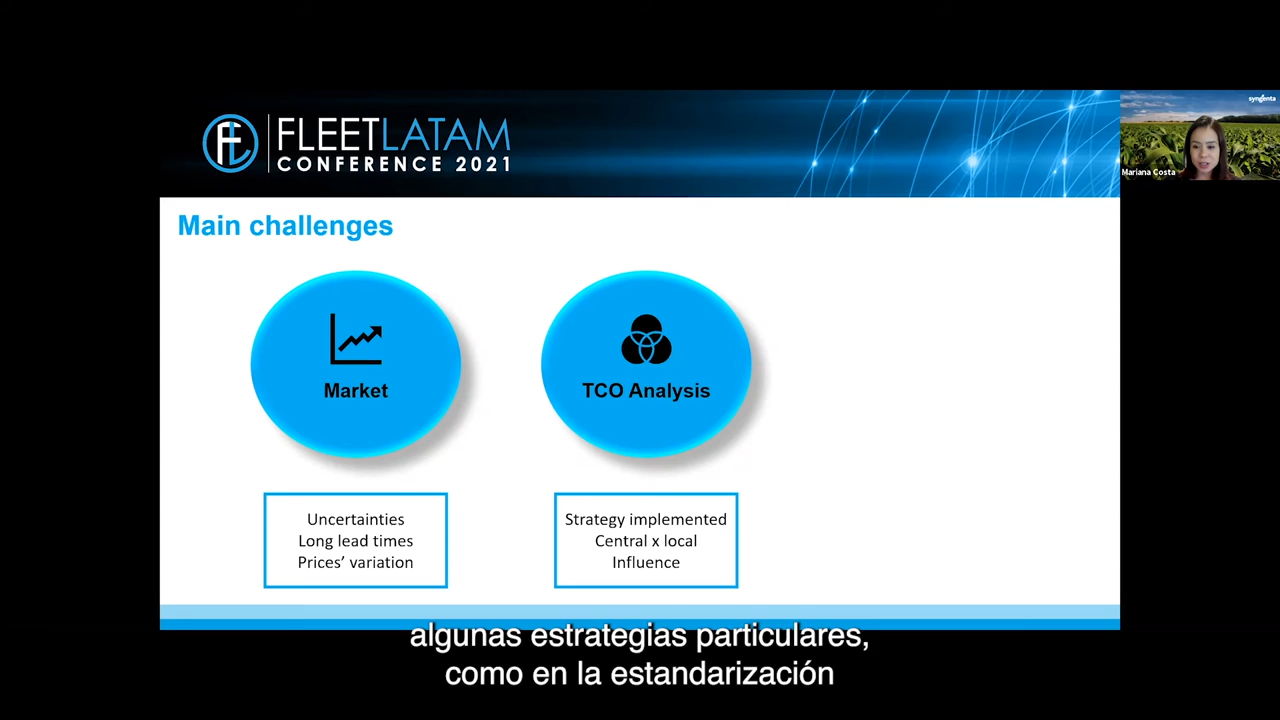 FLEETLATAM
CONFERENCE 2021
syngenta
Mariana Costa
Main challenges
Market
TCO Analysis
Uncertainties
Long lead times
Prices’ variation
Strategy implemented
Central x local
Influence
algunas estrategias particulares,
como en la estandarización